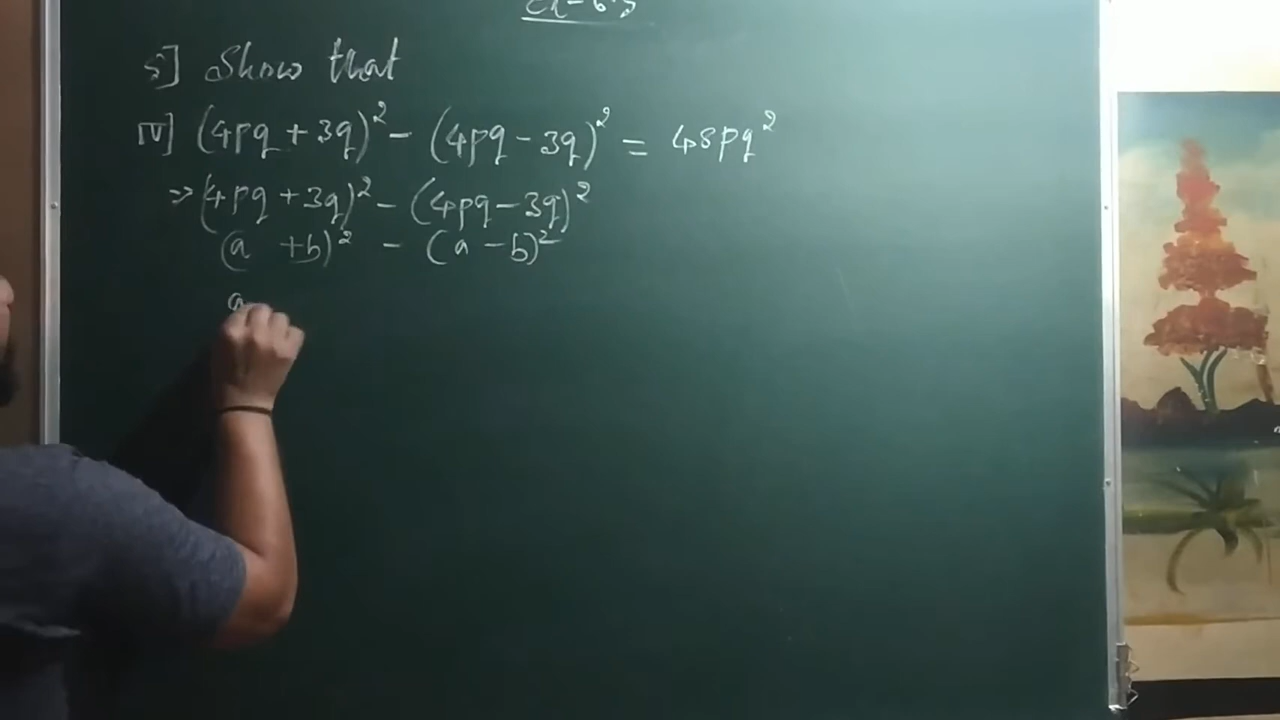 5] Show that
IV] (4pq + 3q)² - (4pq - 3q)² = 48pq²
=> (4pq + 3q)² - (4pq - 3q)²
(a + b)² - (a - b)²
a